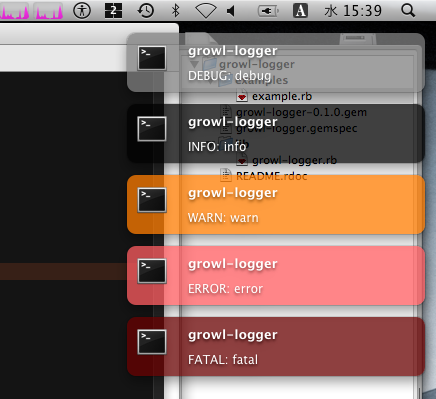 2
A
水 15:39
growl-logger
DEBUG: debug
growl-logger
INFO: info
growl-logger
WARN: warn
growl-logger
ERROR: error
growl-logger
FATAL: fatal
growl-logger
examples
example.rb
growl-logger-0.1.0.gem
growl-logger.gemspec
lib
growl-logger.rb
README.rdoc